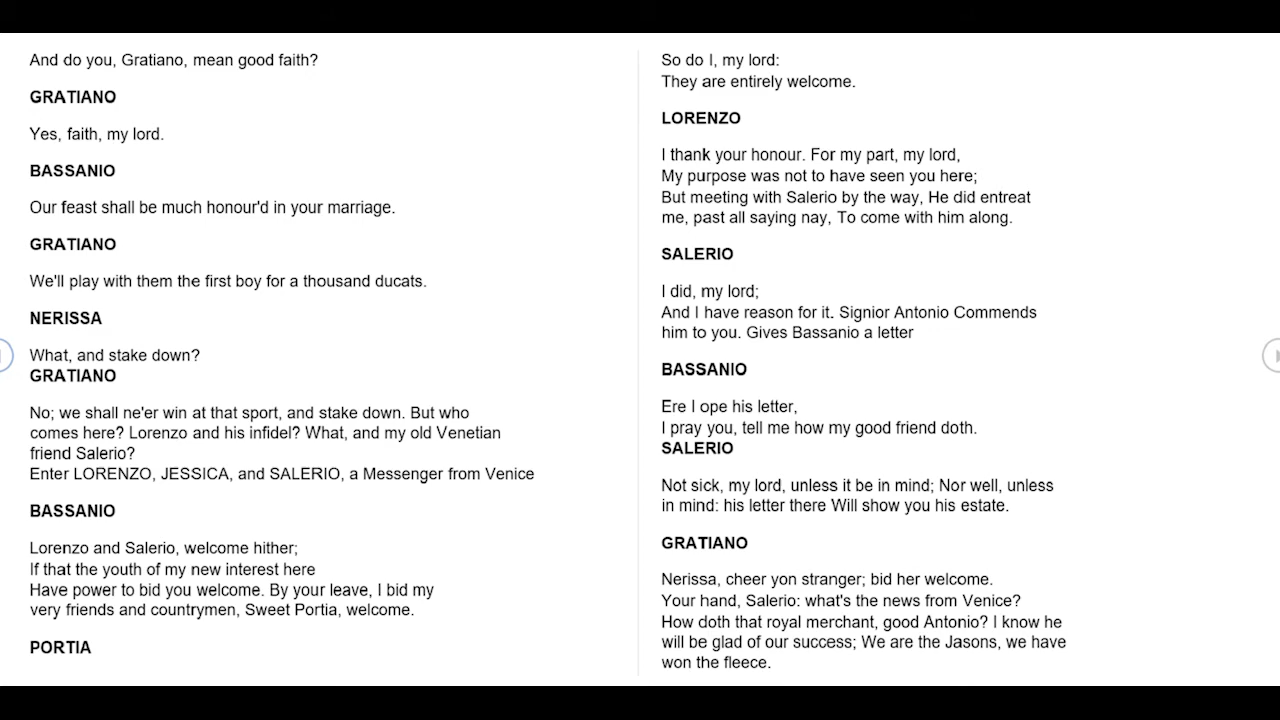 And do you, Gratiano, mean good faith?
GRATIANO
Yes, faith, my lord.
BASSANIO
Our feast shall be much honour'd in your marriage.
GRATIANO
We'll play with them the first boy for a thousand ducats.
NERISSA
What, and stake down?
GRATIANO
No; we shall ne'er win at that sport, and stake down. But who
comes here? Lorenzo and his infidel? What, and my old Venetian
friend Salerio?
Enter LORENZO, JESSICA, and SALERIO, a Messenger from Venice
BASSANIO
Lorenzo and Salerio, welcome hither;
If that the youth of my new interest here
Have power to bid you welcome. By your leave, I bid my
very friends and countrymen, Sweet Portia, welcome.
PORTIA
So do I, my lord:
They are entirely welcome.
LORENZO
I thank your honour. For my part, my lord,
My purpose was not to have seen you here;
But meeting with Salerio by the way, He did entreat
me, past all saying nay, To come with him along.
SALERIO
I did, my lord;
And I have reason for it. Signior Antonio Commends
him to you. Gives Bassanio a letter
BASSANIO
Ere I ope his letter,
I pray you, tell me how my good friend doth.
SALERIO
Not sick, my lord, unless it be in mind; Nor well, unless
in mind: his letter there Will show you his estate.
GRATIANO
Nerissa, cheer yon stranger; bid her welcome.
Your hand, Salerio: what's the news from Venice?
How doth that royal merchant, good Antonio? I know he
will be glad of our success; We are the Jasons, we have
won the fleece.